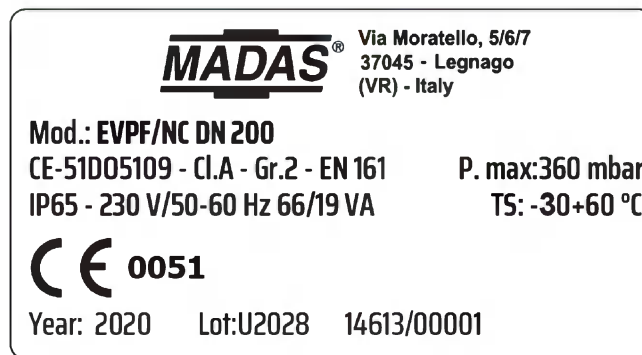 MADAS® Via Moratello, 5/6/7
37045 - Legnago
(VR) - Italy
Mod.: EVPF/NC DN 200
CE-51DO5109 - Cl.A - Gr.2 - EN 161 P. max:360 mbar
IP65 - 230 V/50-60 Hz 66/19 VA TS: -30+60 °C
CE 0051
Year: 2020 Lot:U2028 14613/00001